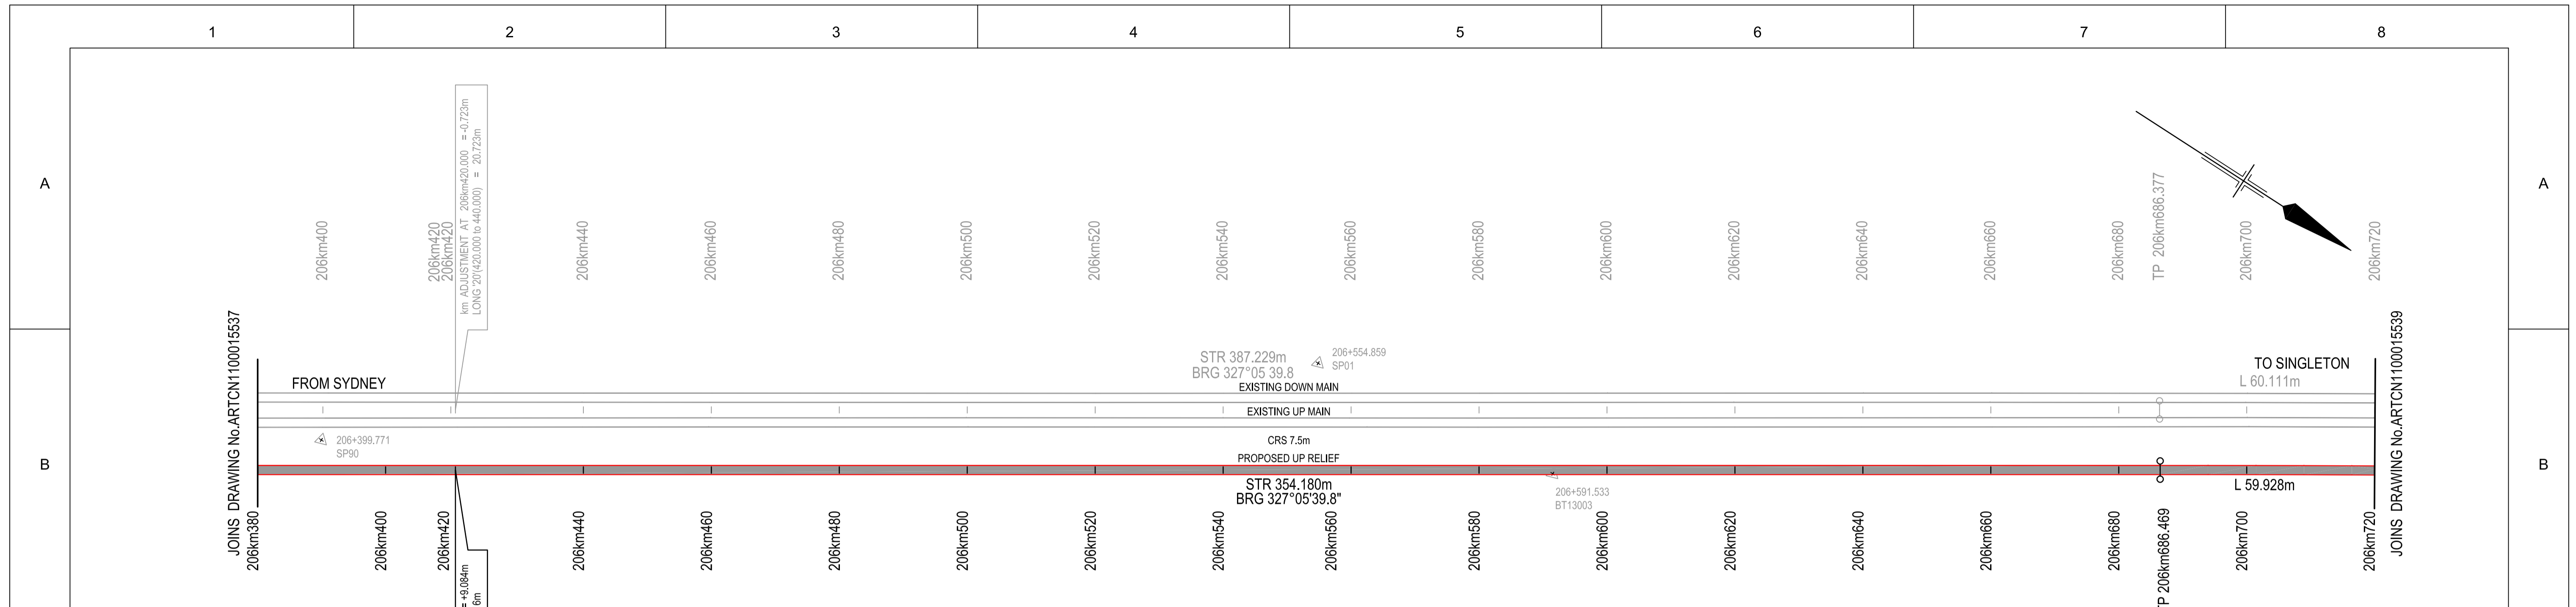 1 2 3 4 5 6 7 8
A
A
km ADJUSTMENT AT 206km420.000 = -0.723m
LONG '20'(420.000 to 440.000) = 20.723m
206km400
206km420
206km420
206km440
206km460
206km480
206km500
206km520
206km540
206km560
206km580
206km600
206km620
206km640
206km660
206km680
TP 206km686.377
206km700
206km720
JOINS DRAWING No.ARTCN1100015537
JOINS DRAWING No.ARTCN1100015539
FROM SYDNEY
STR 387.229m
BRG 327°05 39.8
206+554.859
SP01
TO SINGLETON
L 60.111m
EXISTING DOWN MAIN
EXISTING UP MAIN
206+399.771
SP90
CRS 7.5m
PROPOSED UP RELIEF
B
B
STR 354.180m
BRG 327°05'39.8"
206+591.533
BT13003
L 59.928m
206km380
206km400
206km420
206km440
206km460
206km480
206km500
206km520
206km540
206km560
206km580
206km600
206km620
206km640
206km660
206km680
TP 206km686.469
206km700
206km720
= +9.084m
6m